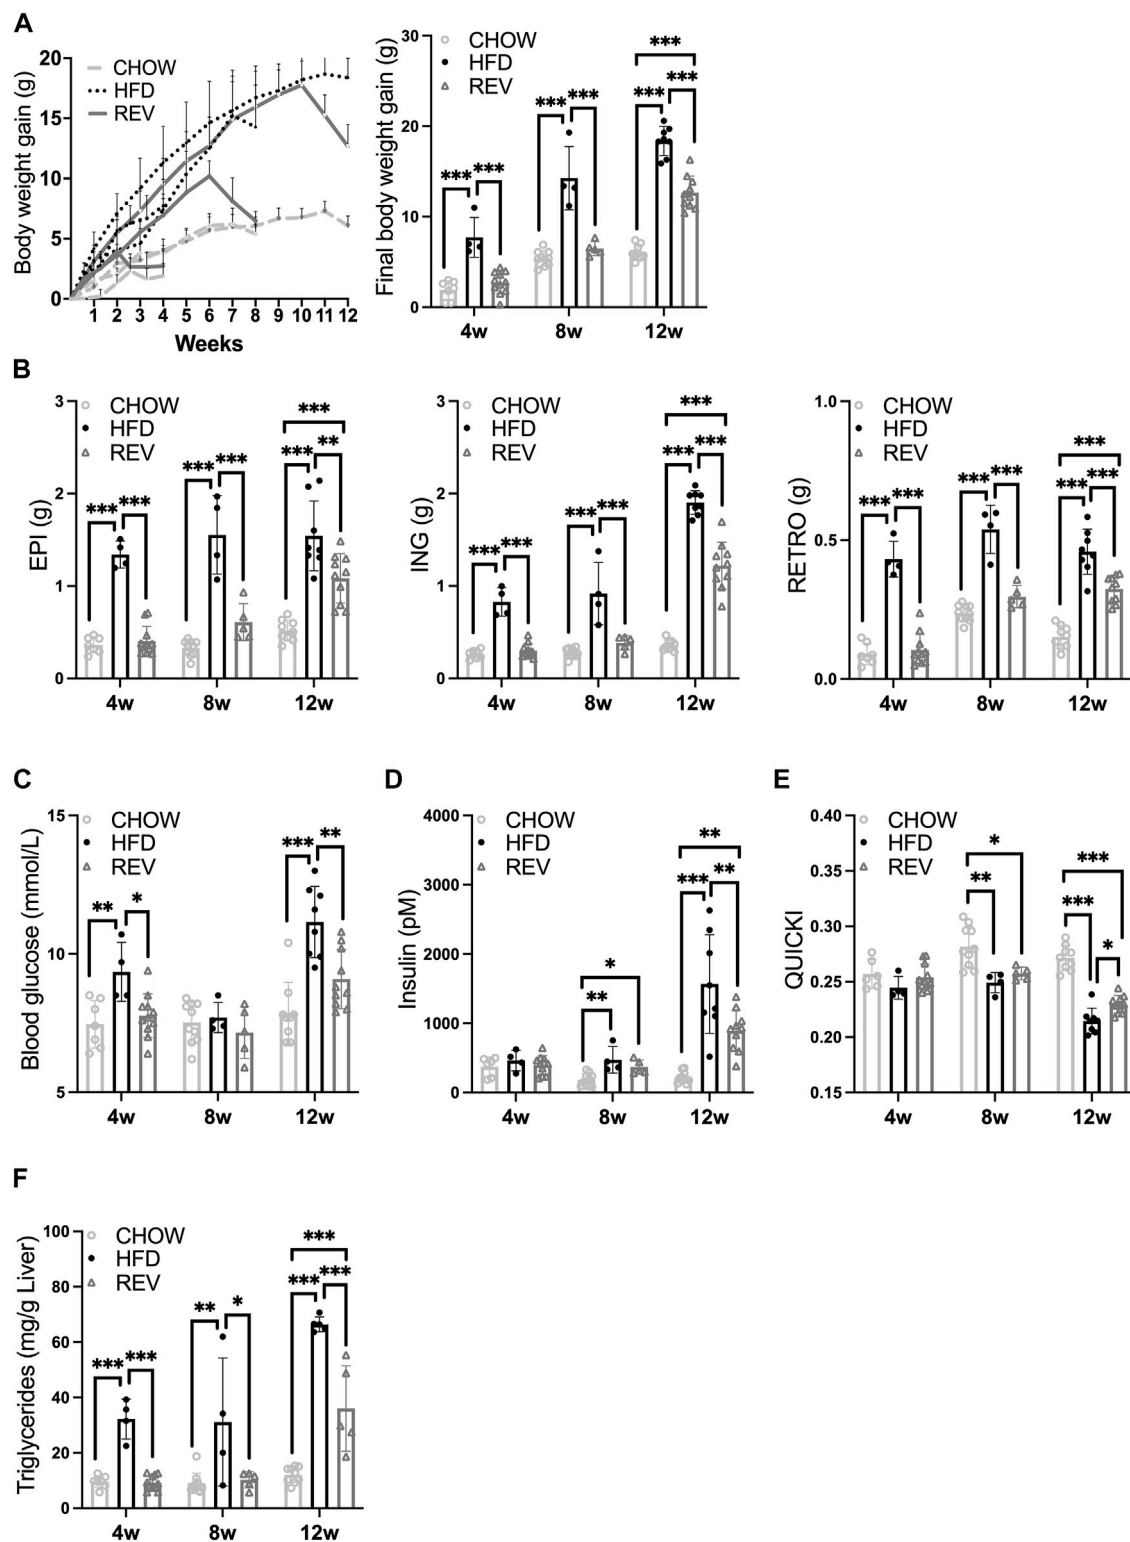 A
Body weight gain (g)
20
15
10
5
0
CHOW
HFD
REV
1 2 3 4 5 6 7 8 9 10 11 12
Weeks
Final body weight gain (g)
30
20
10
0
CHOW
HFD
REV
*** *** *** *** *** *** ***
4w 8w 12w
B
EPI (g)
3
2
1
0
CHOW
HFD
REV
*** *** *** *** *** ** ***
4w 8w 12w
ING (g)
3
2
1
0
CHOW
HFD
REV
*** *** *** *** *** *** ***
4w 8w 12w
RETRO (g)
1.0
0.5
0.0
CHOW
HFD
REV
*** *** *** *** *** *** ***
4w 8w 12w
C
Blood glucose (mmol/L)
15
10
5
CHOW
HFD
REV
** * *** **
4w 8w 12w
D
Insulin (pM)
4000
3000
2000
1000
0
CHOW
HFD
REV
** * *** ** **
4w 8w 12w
E
QUICKI
0.40
0.35
0.30
0.25
0.20
0.15
CHOW
HFD
REV
** * *** * ***
4w 8w 12w
F
Triglycerides (mg/g Liver)
100
80
60
40
20
0
CHOW
HFD
REV
*** *** ** * *** *** ***
4w 8w 12w